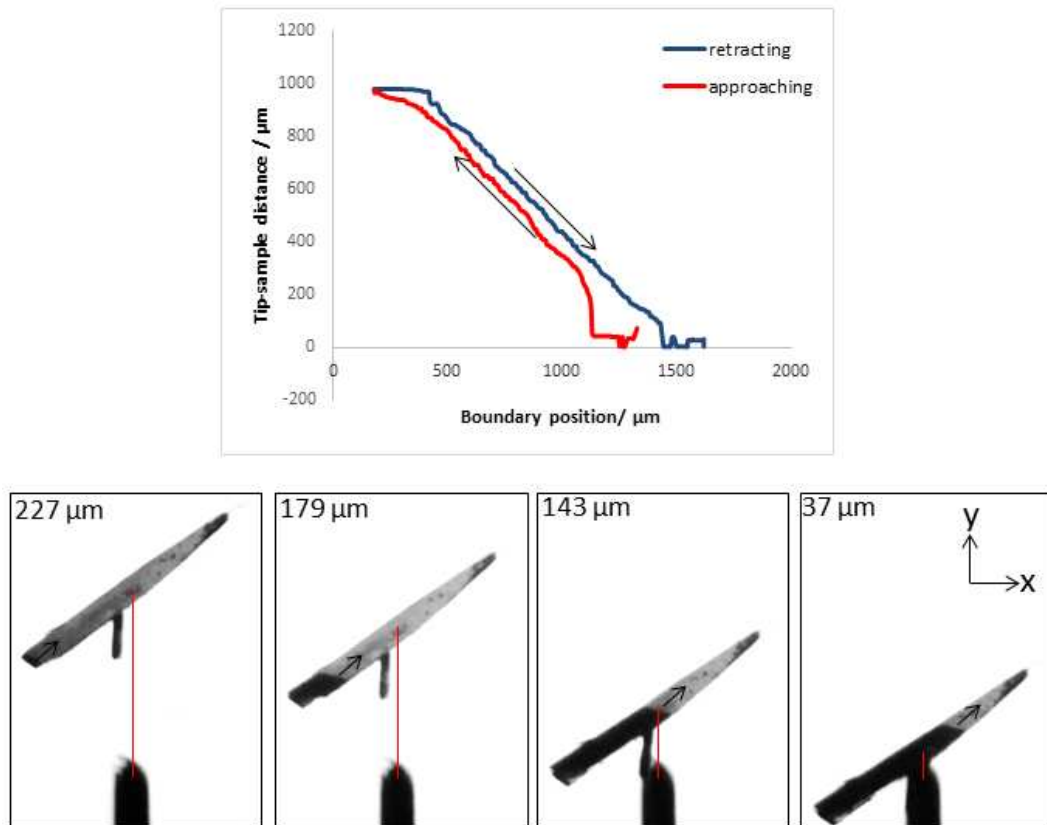 1200
1000
800
600
400
200
0
-200
0 500 1000 1500 2000
Tip-sample distance / µm
Boundary position/ µm
retracting
approaching
227 µm
179 µm
143 µm
37 µm
y
x